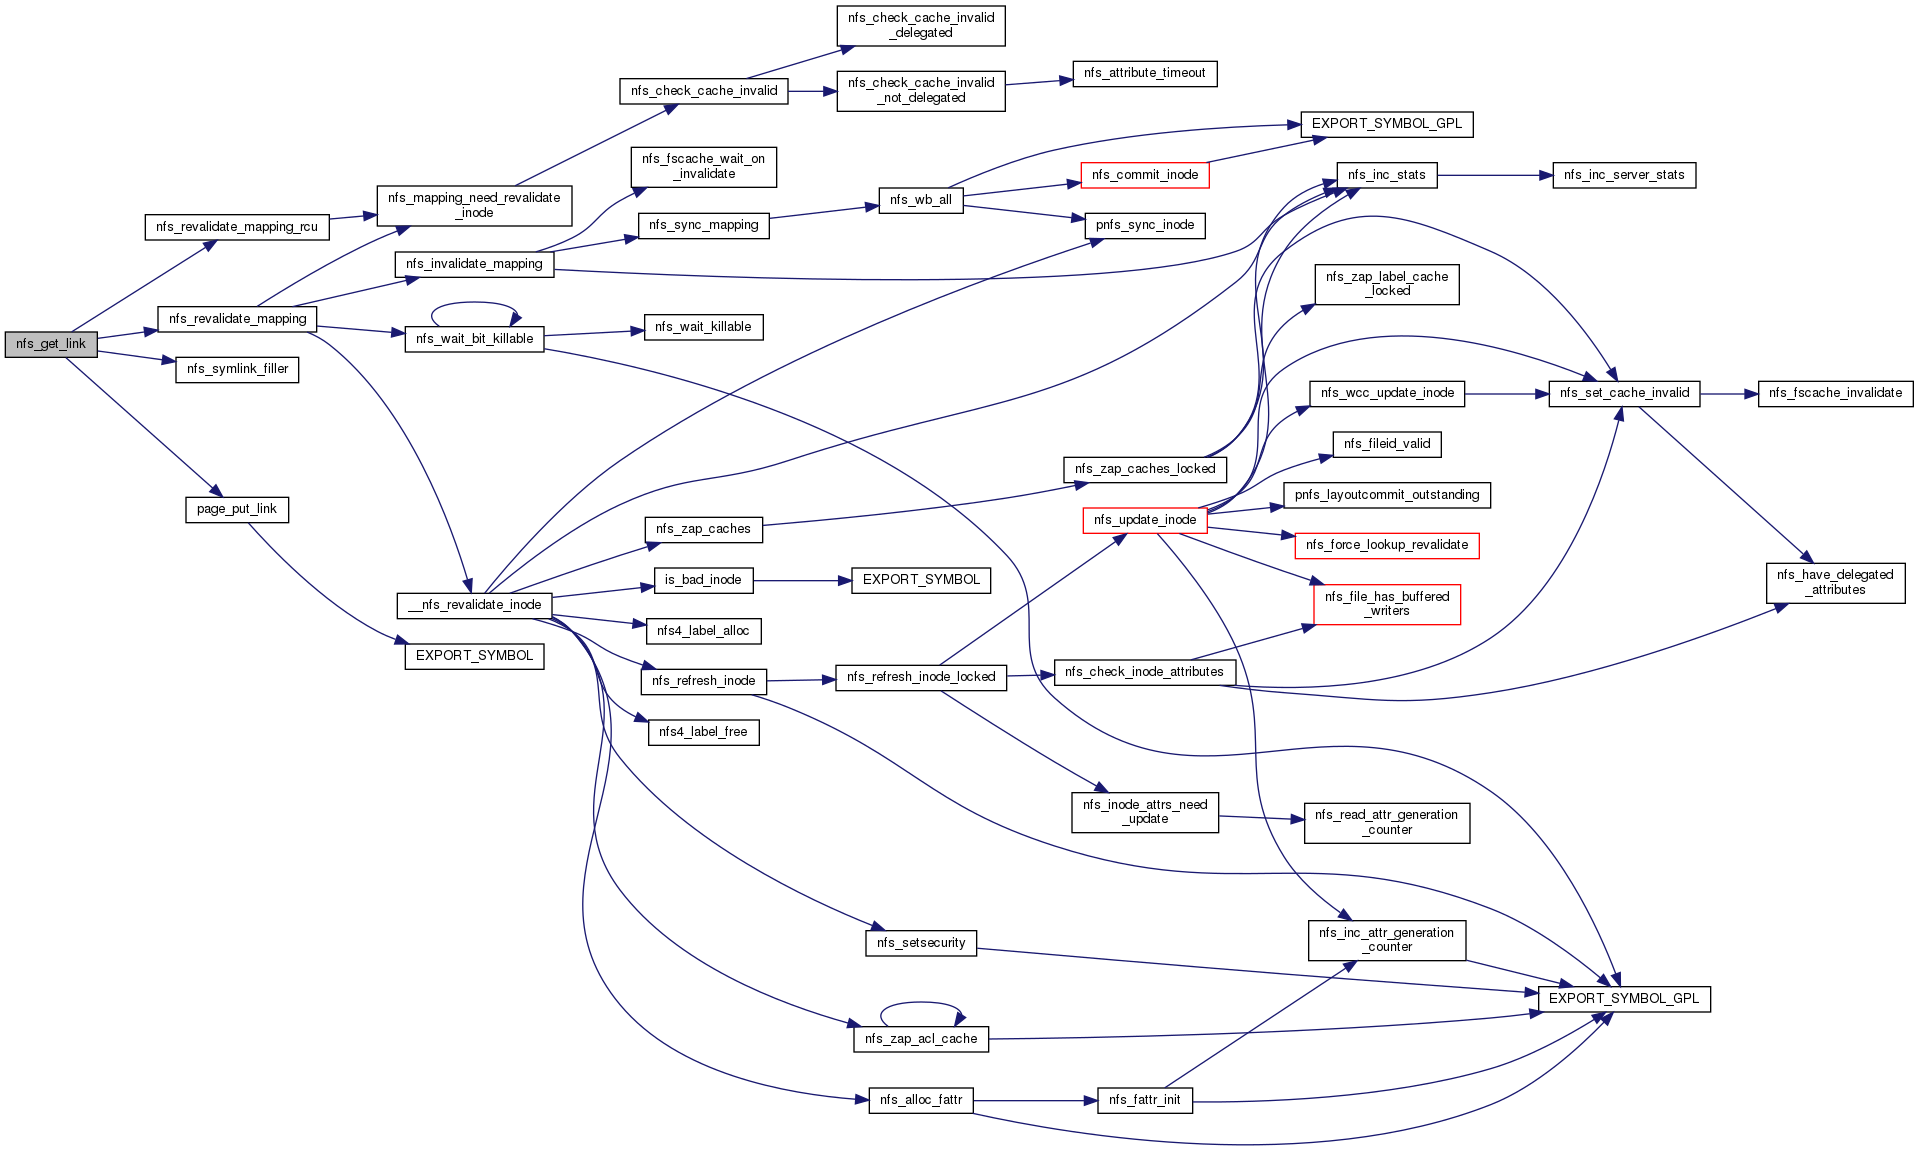 nfs_check_cache_invalid
_delegated
nfs_attribute_timeout
nfs_check_cache_invalid
nfs_check_cache_invalid
_not_delegated
EXPORT_SYMBOL_GPL
nfs_fscache_wait_on
_invalidate
nfs_commit_inode
nfs_inc_stats
nfs_inc_server_stats
nfs_mapping_need_revalidate
_inode
nfs_wb_all
nfs_revalidate_mapping_rcu
nfs_sync_mapping
pnfs_sync_inode
nfs_invalidate_mapping
nfs_zap_label_cache
_locked
nfs_revalidate_mapping
nfs_wait_killable
nfs_get_link
nfs_wait_bit_killable
nfs_symlink_filler
nfs_wcc_update_inode
nfs_set_cache_invalid
nfs_fscache_invalidate
nfs_fileid_valid
nfs_zap_caches_locked
page_put_link
pnfs_layoutcommit_outstanding
nfs_zap_caches
nfs_update_inode
nfs_force_lookup_revalidate
is_bad_inode
EXPORT_SYMBOL
nfs_have_delegated
_attributes
__nfs_revalidate_inode
nfs_file_has_buffered
_writers
nfs4_label_alloc
EXPORT_SYMBOL
nfs_refresh_inode
nfs_refresh_inode_locked
nfs_check_inode_attributes
nfs4_label_free
nfs_inode_attrs_need
_update
nfs_read_attr_generation
_counter
nfs_setsecurity
nfs_inc_attr_generation
_counter
EXPORT_SYMBOL_GPL
nfs_zap_acl_cache
nfs_alloc_fattr
nfs_fattr_init